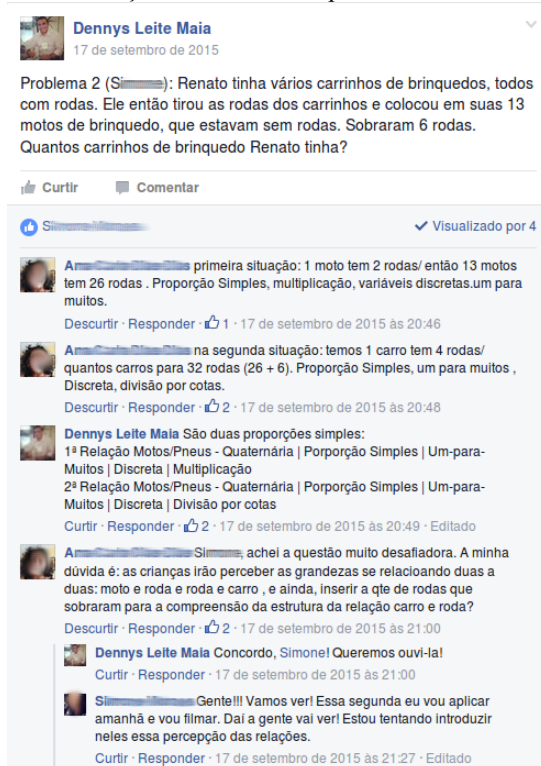 Dennys Leite Maia
17 de setembro de 2015
Problema 2 (Si): Renato tinha vários carrinhos de brinquedos, todos
com rodas. Ele então tirou as rodas dos carrinhos e colocou em suas 13
motos de brinquedo, que estavam sem rodas. Sobraram 6 rodas.
Quantos carrinhos de brinquedo Renato tinha?
Curtir Comentar
Visualizado por 4
primeira situação: 1 moto tem 2 rodas/ então 13 motos
tem 26 rodas . Proporção Simples, multiplicação, variáveis discretas.um para
muitos.
Descurtir · Responder · 1 · 17 de setembro de 2015 às 20:46
na segunda situação: temos 1 carro tem 4 rodas/
quantos carros para 32 rodas (26 + 6). Proporção Simples, um para muitos ,
Discreta, divisão por cotas.
Descurtir · Responder · 2 · 17 de setembro de 2015 às 20:48
Dennys Leite Maia São duas proporções simples:
1ª Relação Motos/Pneus - Quaternária | Porporção Simples | Um-para-
Muitos | Discreta | Multiplicação
2ª Relação Motos/Pneus - Quaternária | Porporção Simples | Um-para-
Muitos | Discreta | Divisão por cotas
Curtir · Responder · 2 · 17 de setembro de 2015 às 20:49 · Editado
achei a questão muito desafiadora. A minha
dúvida é: as crianças irão perceber as grandezas se relacioando duas a
duas: moto e roda e roda e carro , e ainda, inserir a qte de rodas que
sobraram para a compreensão da estrutura da relação carro e roda?
Descurtir · Responder · 2 · 17 de setembro de 2015 às 21:00
Dennys Leite Maia Concordo, Simone! Queremos ouvi-la!
Curtir · Responder · 17 de setembro de 2015 às 21:00
Gente!!! Vamos ver! Essa segunda eu vou aplicar
amanhã e vou filmar. Daí a gente vai ver! Estou tentando introduzir
neles essa percepção das relações.
Curtir · Responder · 17 de setembro de 2015 às 21:27 · Editado